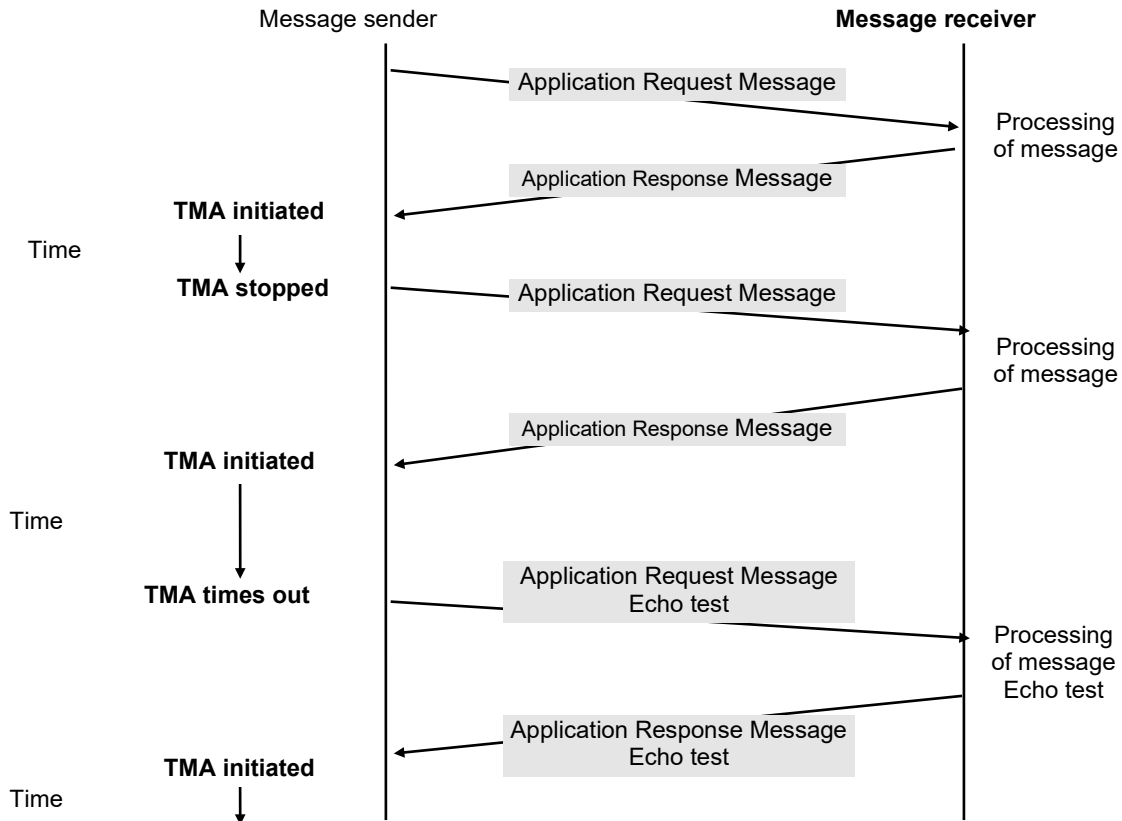 Message sender
Message receiver
Application Request Message
Processing
of message
Application Response Message
TMA initiated
Time
TMA stopped
Application Request Message
Processing
of message
Application Response Message
TMA initiated
Time
TMA times out
Application Request Message
Echo test
Processing
of message
Echo test
Application Response Message
Echo test
TMA initiated
Time